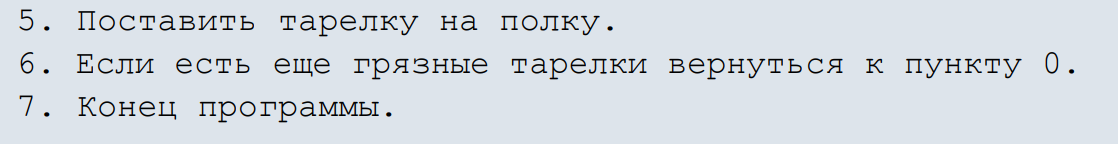 5. Поставить тарелку на полку.
6. Если есть еще грязные тарелки вернуться к пункту 0.
7. Конец программы.